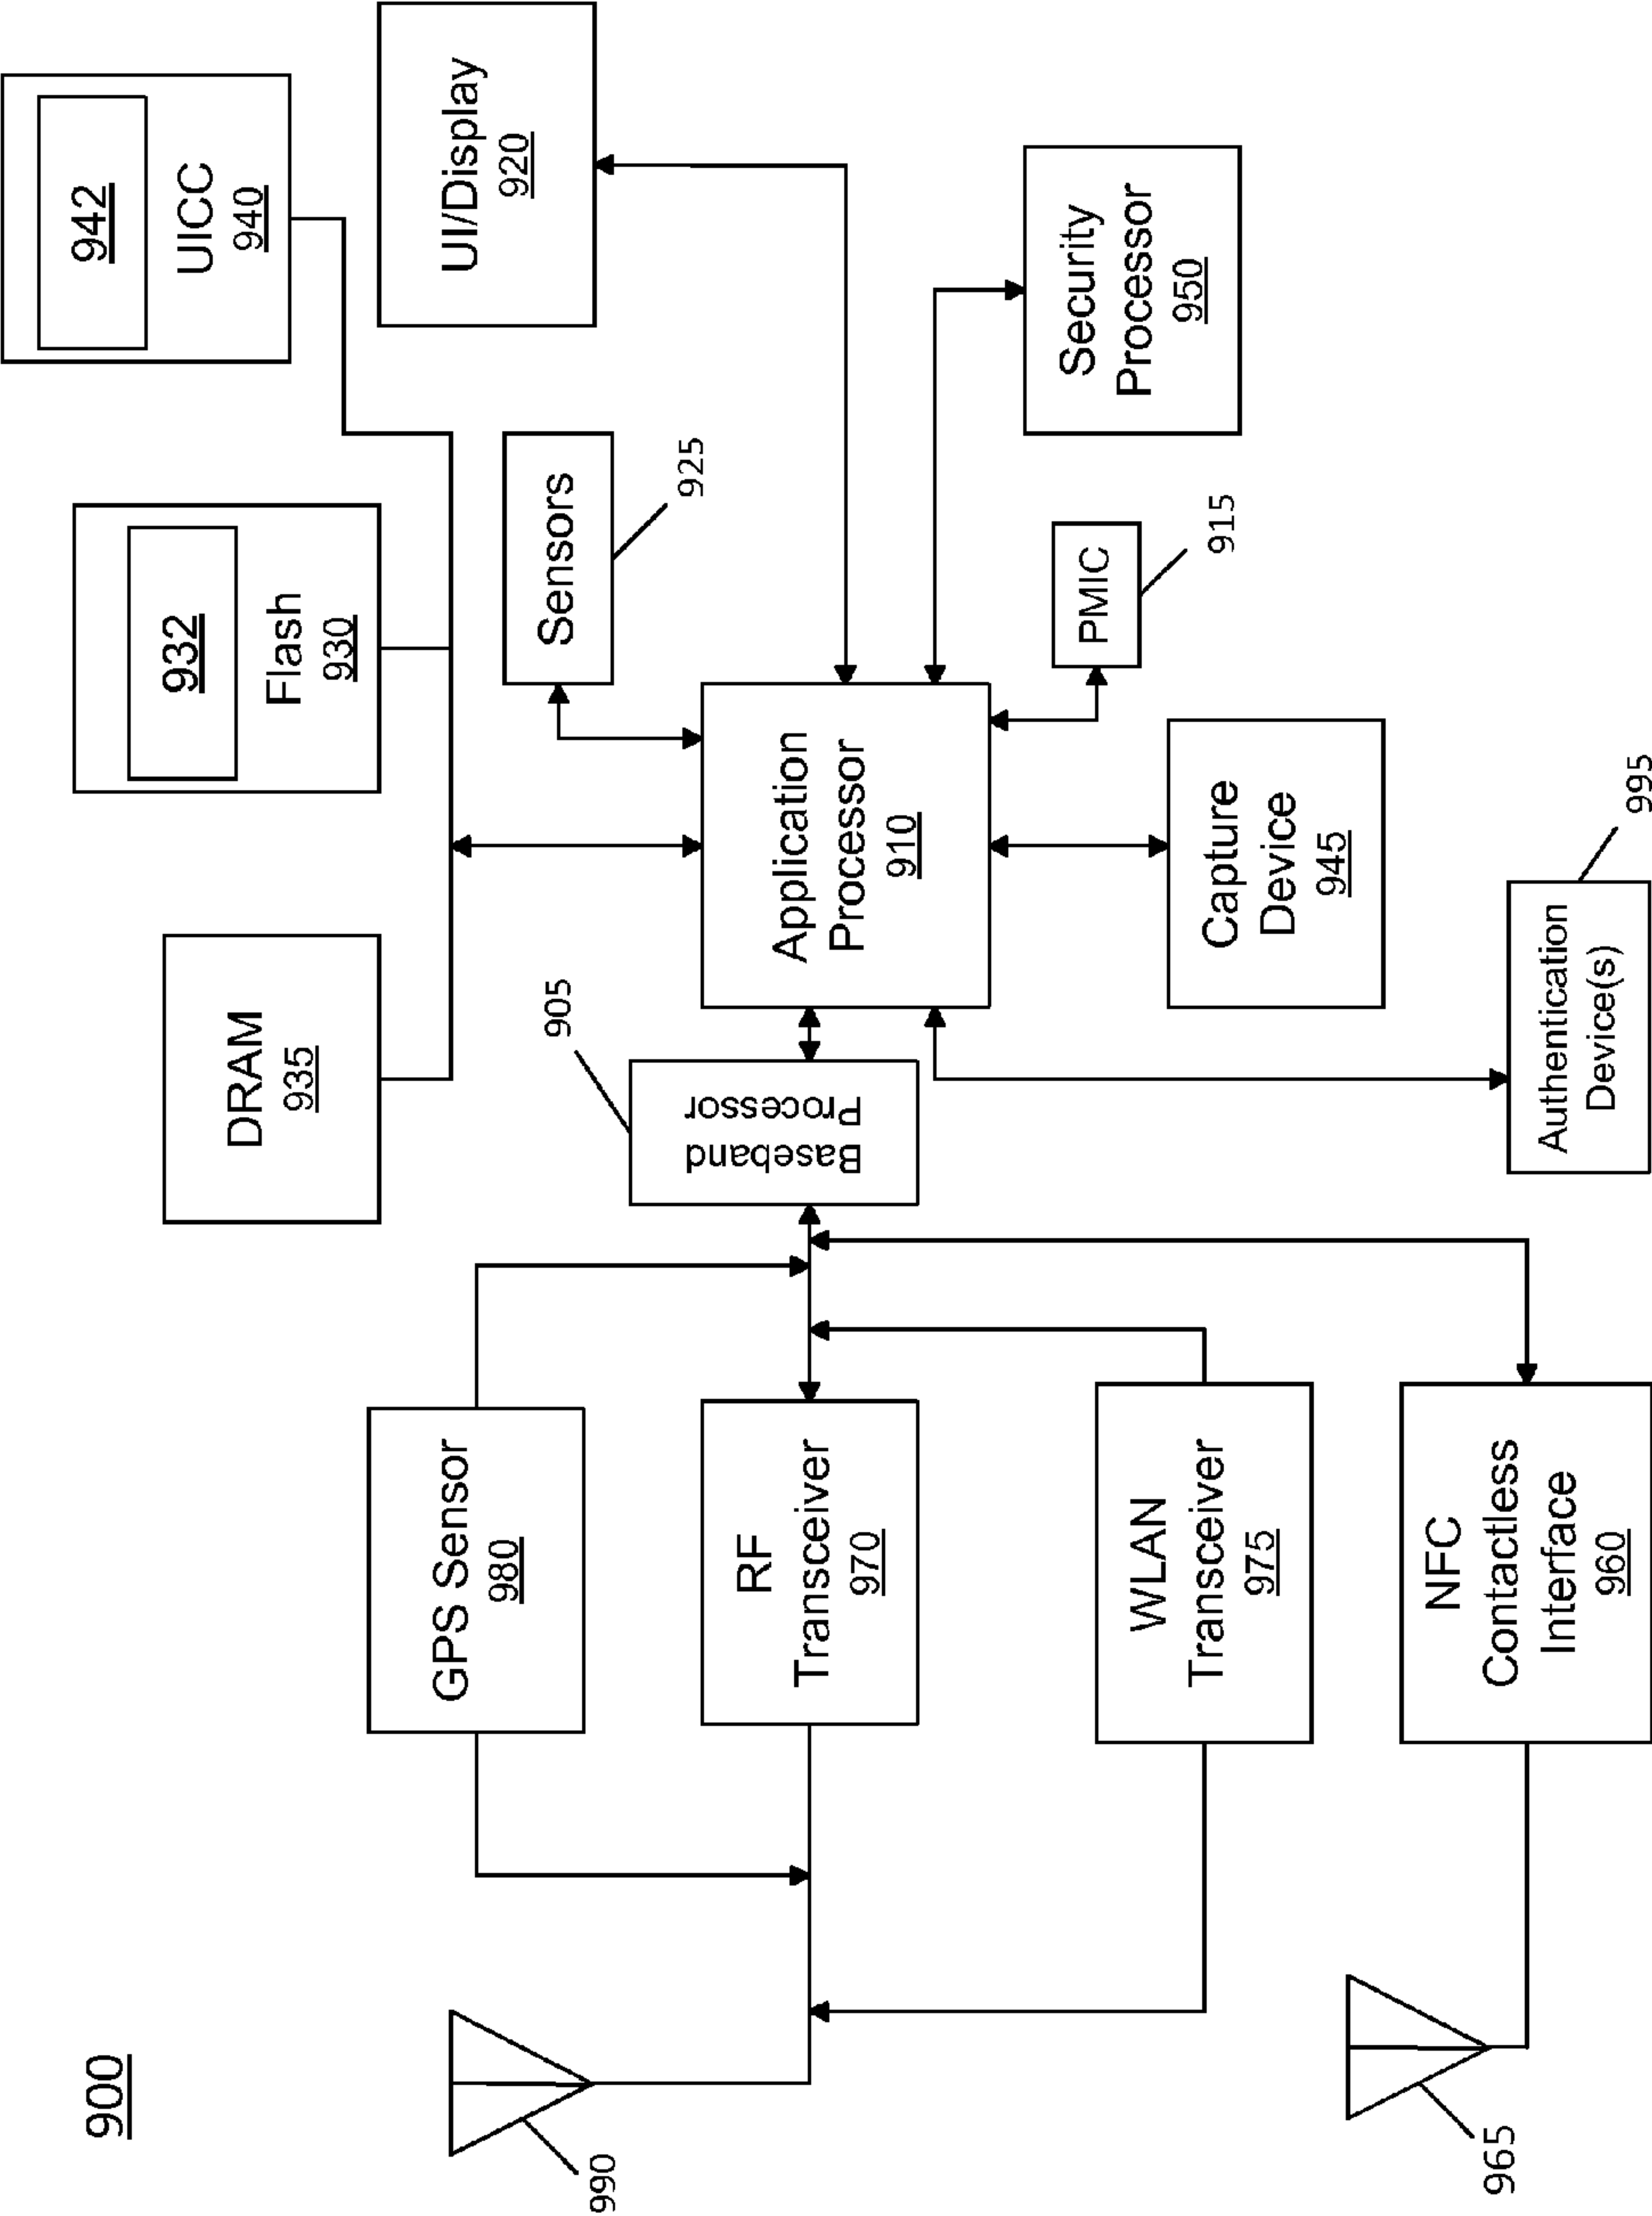 900
990
965
GPS Sensor
980
RF
Transceiver
970
WLAN
Transceiver
975
NFC
Contactless
Interface
960
DRAM
935
905
Baseband
Processor
932
Flash
930
942
UICC
940
Sensors
925
UI/Display
920
Application
Processor
910
Security
Processor
950
PMIC
915
Capture
Device
945
Authentication
Device(s)
995